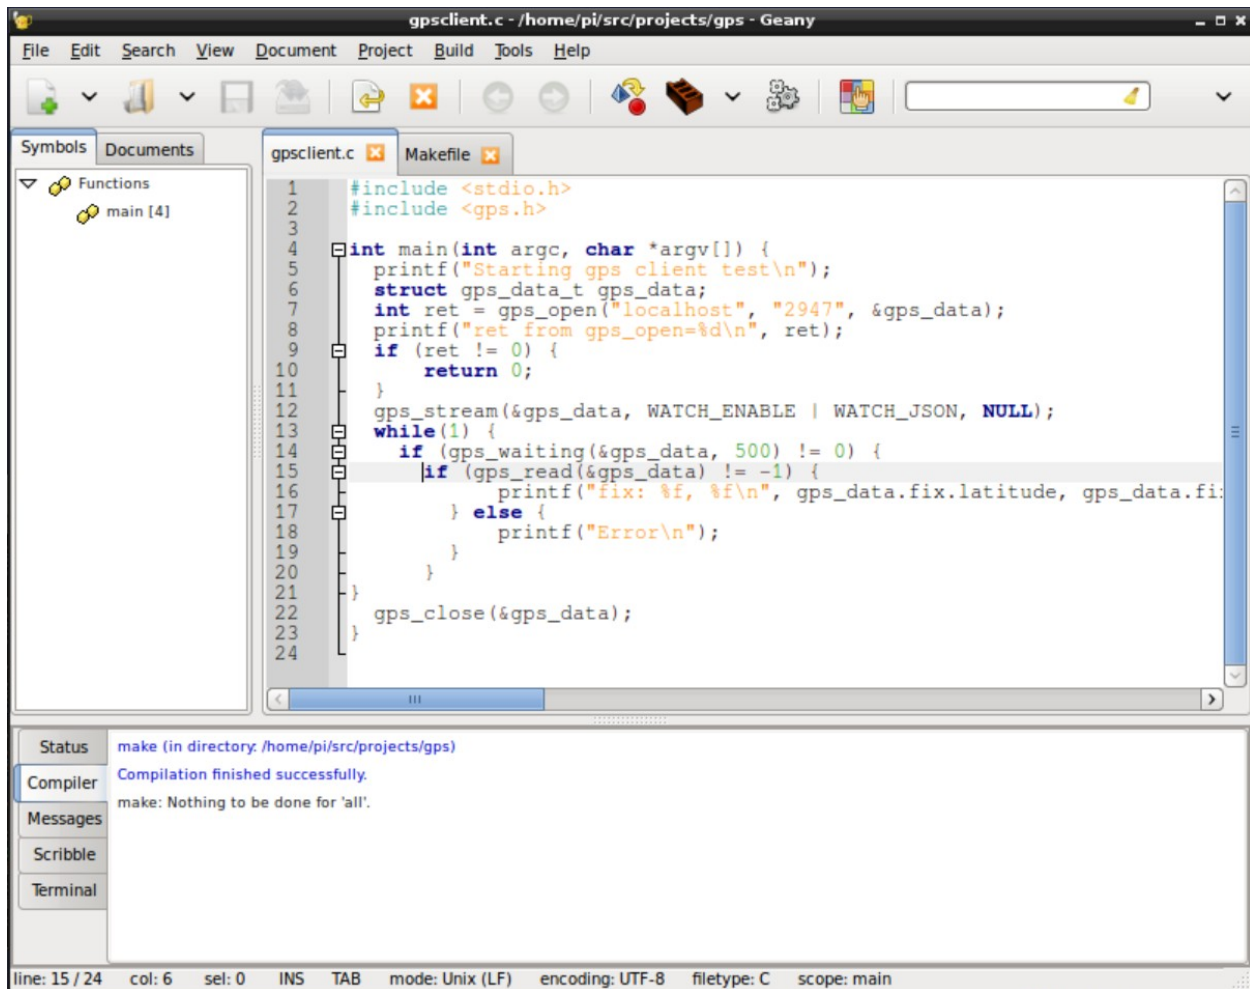 gpsclient.c - /home/pi/src/projects/gps - Geany
File Edit Search View Document Project Build Tools Help
Symbols Documents
gpsclient.c Makefile
Functions
main [4]
1 #include <stdio.h>
2 #include <gps.h>
3
4 int main(int argc, char *argv[]) {
5 printf("Starting gps client test\n");
6 struct gps_data_t gps_data;
7 int ret = gps_open("localhost", "2947", &gps_data);
8 printf("ret from gps_open=%d\n", ret);
9 if (ret != 0) {
10 return 0;
11 }
12 gps_stream(&gps_data, WATCH_ENABLE | WATCH_JSON, NULL);
13 while(1) {
14 if (gps_waiting(&gps_data, 500) != 0) {
15 if (gps_read(&gps_data) != -1) {
16 printf("fix: %f, %f\n", gps_data.fix.latitude, gps_data.fi
17 } else {
18 printf("Error\n");
19 }
20 }
21 }
22 gps_close(&gps_data);
23 }
24
Status
Compiler
Messages
Scribble
Terminal
make (in directory: /home/pi/src/projects/gps)
Compilation finished successfully.
make: Nothing to be done for 'all'.
line: 15 / 24 col: 6 sel: 0 INS TAB mode: Unix (LF) encoding: UTF-8 filetype: C scope: main